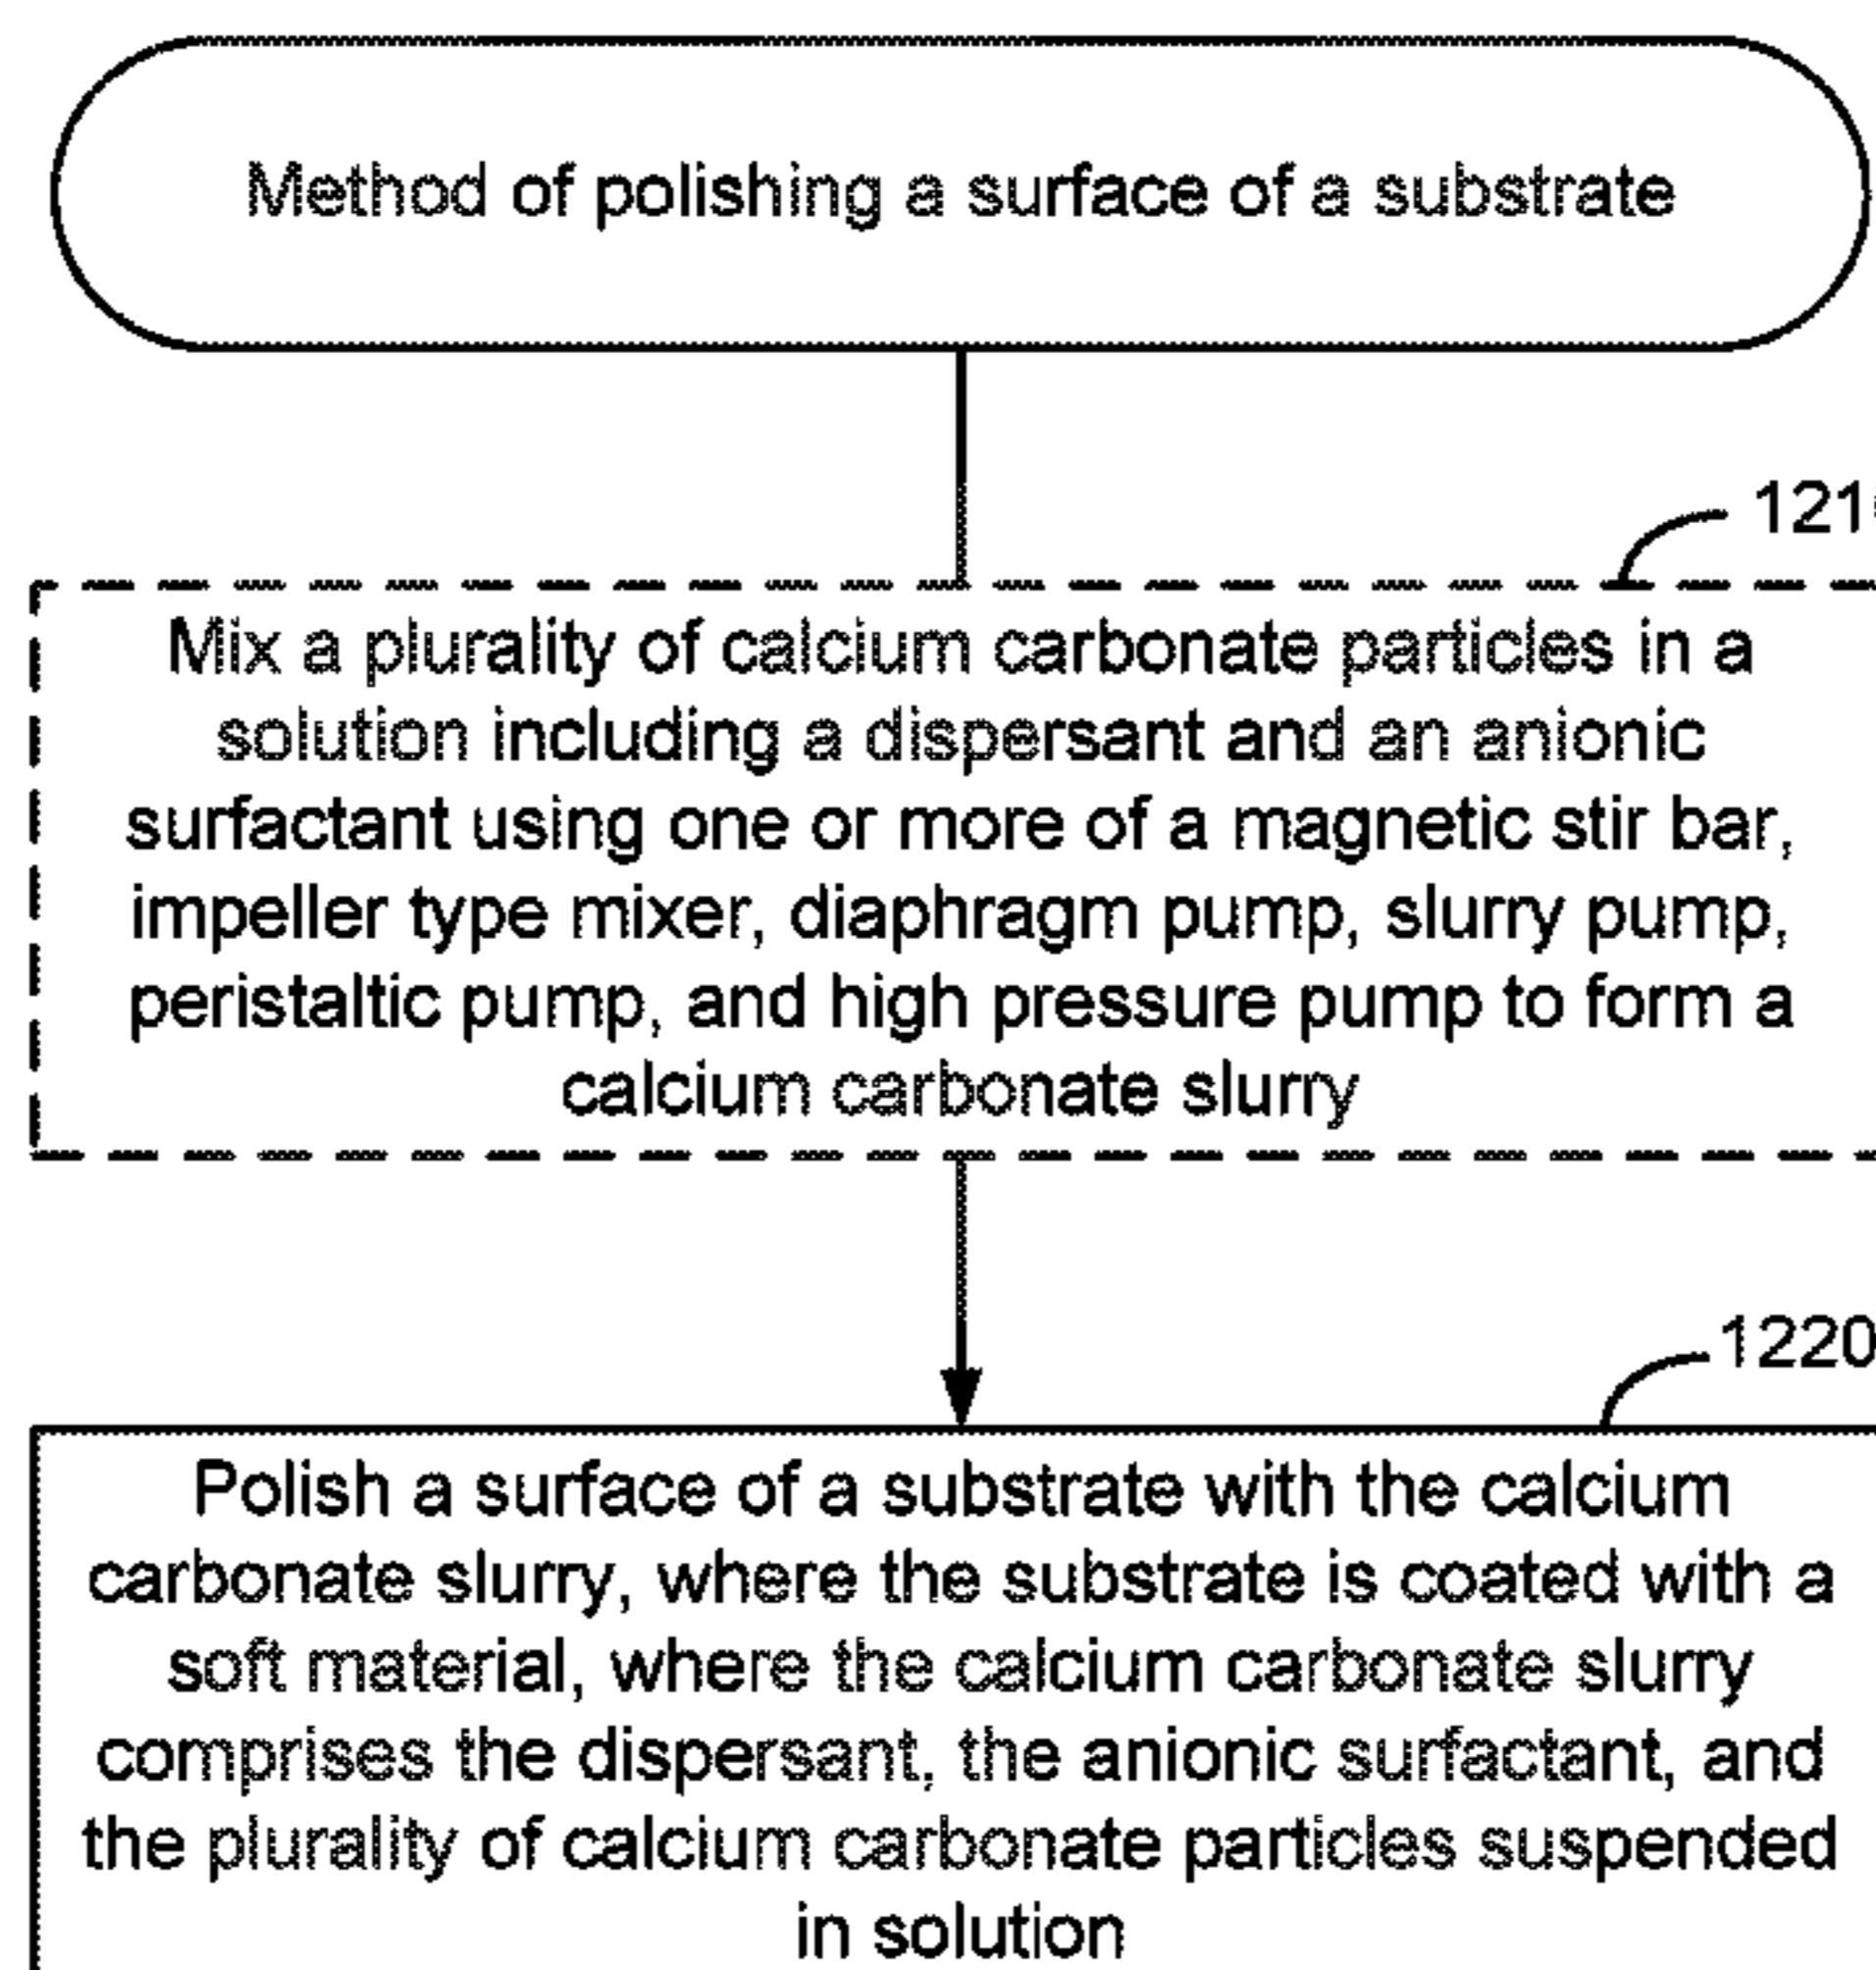 Method of polishing a surface of a substrate
Mix a plurality of calcium carbonate particles in a
solution including a dispersant and an anionic
surfactant using one or more of a magnetic stir bar,
impeller type mixer, diaphragm pump, slurry pump,
peristaltic pump, and high pressure pump to form a
calcium carbonate slurry
1220
Polish a surface of a substrate with the calcium
carbonate slurry, where the substrate is coated with a
soft material, where the calcium carbonate slurry
comprises the dispersant, the anionic surfactant, and
the plurality of calcium carbonate particles suspended
in solution